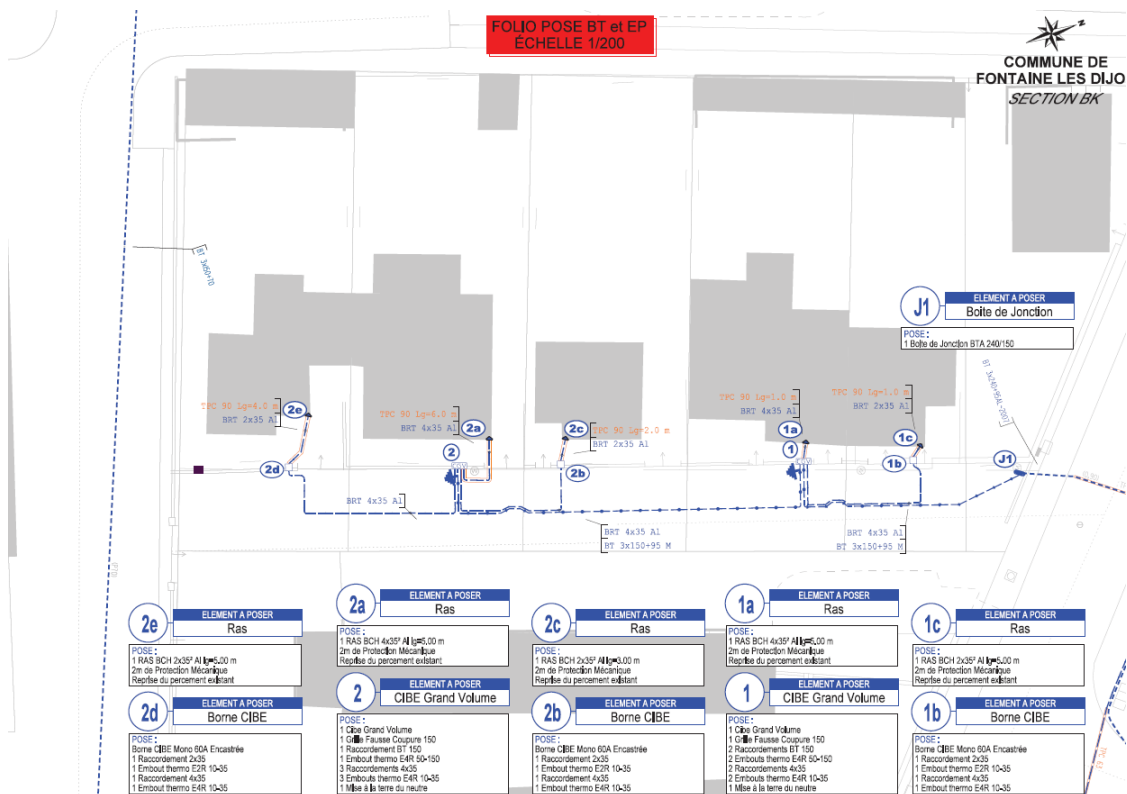 FOLIO POSE BT et EP
ÉCHELLE 1/200
COMMUNE DE
FONTAINE LES DIJO
SECTION BK
BT 3x150+70
J1
ELEMENT A POSER
Boite de Jonction
POSE :
1 Boite de Jonction BTA 240/150
BT 3x240+95AL-200)
TPC 90 Lg=4.0 m
BRT 2x35 Al
2e
TPC 90 Lg=4.0 m
BRT 4x35 Al
2a
2c
TPC 90 Lg=2.0 m
BRT 2x35 Al
TPC 90 Lg=1.0 m
BRT 4x35 Al
1a
TPC 90 Lg=1.0 m
BRT 2x35 Al
1c
2d
2
2b
1
1b
J1
BRT 4x35 Al
BRT 4x35 Al
BT 3x150+95 M
BRT 4x35 Al
BT 3x150+95 M
2e
ELEMENT A POSER
Ras
POSE :
1 RAS BCH 2x35² Al lg=5.00 m
2m de Protection Mécanique
Reprise du percement existant
2a
ELEMENT A POSER
Ras
POSE :
1 RAS BCH 4x35² Al lg=5.00 m
2m de Protection Mécanique
Reprise du percement existant
2c
ELEMENT A POSER
Ras
POSE :
1 RAS BCH 2x35² Al lg=3.00 m
2m de Protection Mécanique
Reprise du percement existant
1a
ELEMENT A POSER
Ras
POSE :
1 RAS BCH 4x35² Al lg=5.00 m
2m de Protection Mécanique
Reprise du percement existant
1c
ELEMENT A POSER
Ras
POSE :
1 RAS BCH 2x35² Al lg=5.00 m
2m de Protection Mécanique
Reprise du percement existant
2d
ELEMENT A POSER
Borne CIBE
POSE :
Borne CIBE Mono 60A Encastrée
1 Raccordement 2x35
1 Embout thermo E2R 10-35
1 Raccordement 4x35
1 Embout thermo E4R 10-35
2
ELEMENT A POSER
CIBE Grand Volume
POSE :
1 Cibe Grand Volume
1 Grille Fausse Coupure 150
1 Raccordement BT 150
1 Embout thermo E4R 50-150
3 Raccordements 4x35
3 Embouts thermo E4R 10-35
1 Mise à la terre du neutre
2b
ELEMENT A POSER
Borne CIBE
POSE :
Borne CIBE Mono 60A Encastrée
1 Raccordement 2x35
1 Embout thermo E2R 10-35
1 Raccordement 4x35
1 Embout thermo E4R 10-35
1
ELEMENT A POSER
CIBE Grand Volume
POSE :
1 Cibe Grand Volume
1 Grille Fausse Coupure 150
2 Raccordements BT 150
2 Embouts thermo E4R 50-150
2 Raccordements 4x35
2 Embouts thermo E4R 10-35
1 Mise à la terre du neutre
1b
ELEMENT A POSER
Borne CIBE
POSE :
Borne CIBE Mono 60A Encastrée
1 Raccordement 2x35
1 Embout thermo E2R 10-35
1 Raccordement 4x35
1 Embout thermo E4R 10-35